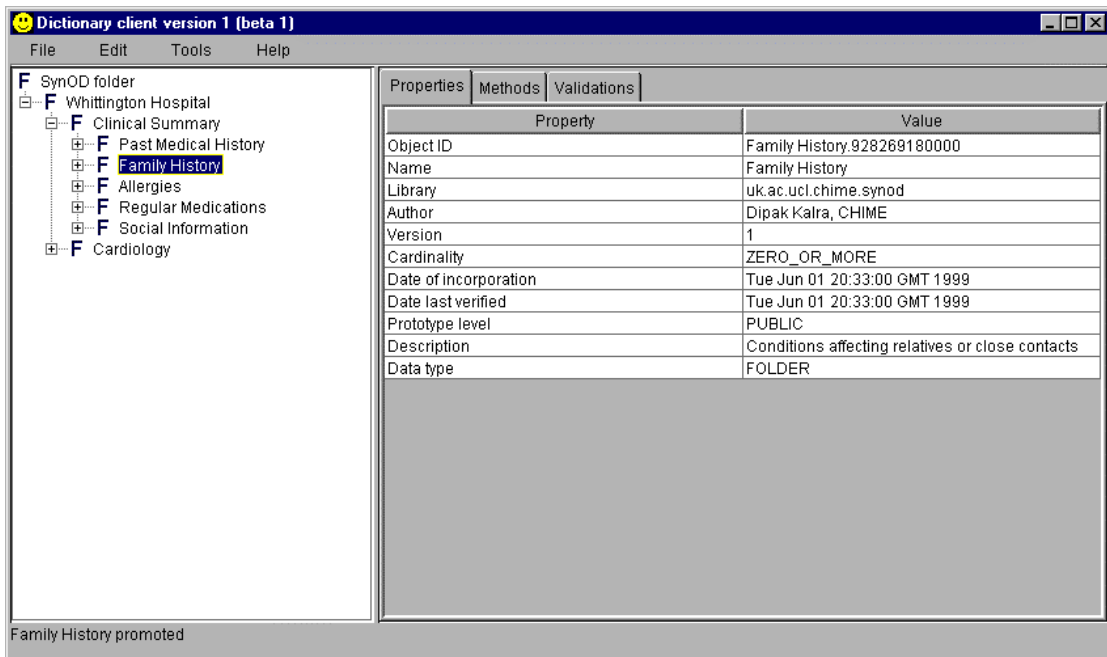 Dictionary client version 1 (beta 1)
File Edit Tools Help
F SynOD folder
F Whittington Hospital
F Clinical Summary
F Past Medical History
F Family History
F Allergies
F Regular Medications
F Social Information
F Cardiology
Properties Methods Validations
Property Value
Object ID Family History.928269180000
Name Family History
Library uk.ac.ucl.chime.synod
Author Dipak Kalra, CHIME
Version 1
Cardinality ZERO_OR_MORE
Date of incorporation Tue Jun 01 20:33:00 GMT 1999
Date last verified Tue Jun 01 20:33:00 GMT 1999
Prototype level PUBLIC
Description Conditions affecting relatives or close contacts
Data type FOLDER
Family History promoted